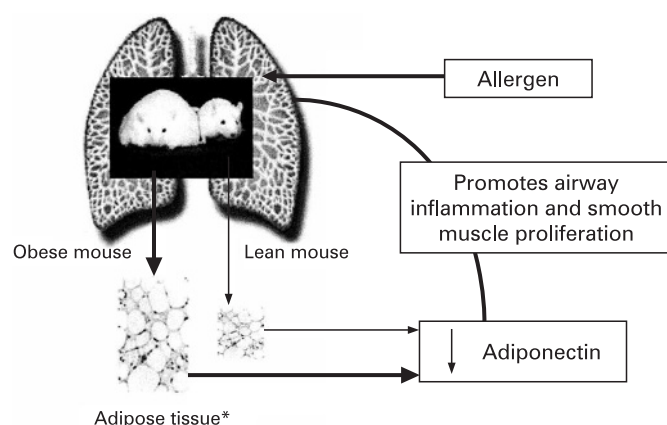 Allergen
Promotes airway
inflammation and smooth
muscle proliferation
Obese mouse
Lean mouse
Adiponectin
Adipose tissue*